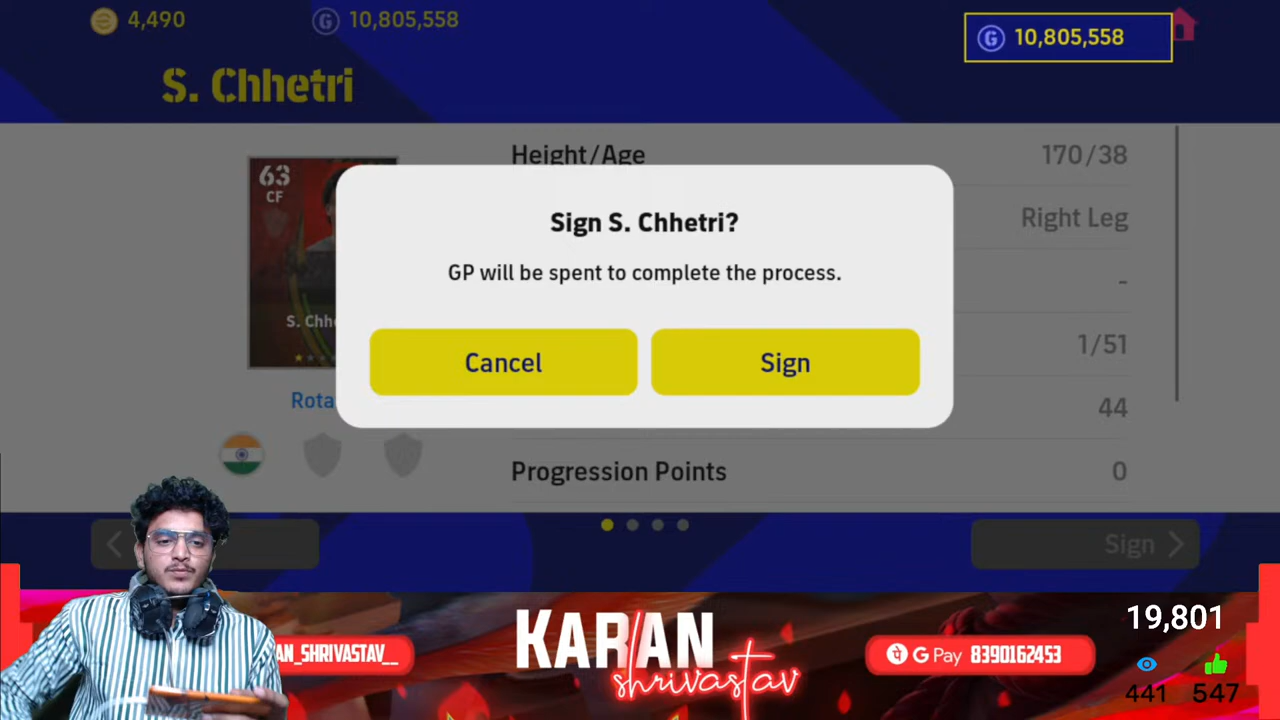 4,490
10,805,558
10,805,558
S. Chhetri
63
CF
Height/Age
170/38
Right Leg
-
Sign S. Chhetri?
GP will be spent to complete the process.
Cancel
Sign
1/51
44
Progression Points
0
Sign
KARAN
shrivastav
AN_SHRIVASTAV__
G Pay 8390162453
19,801
441
547